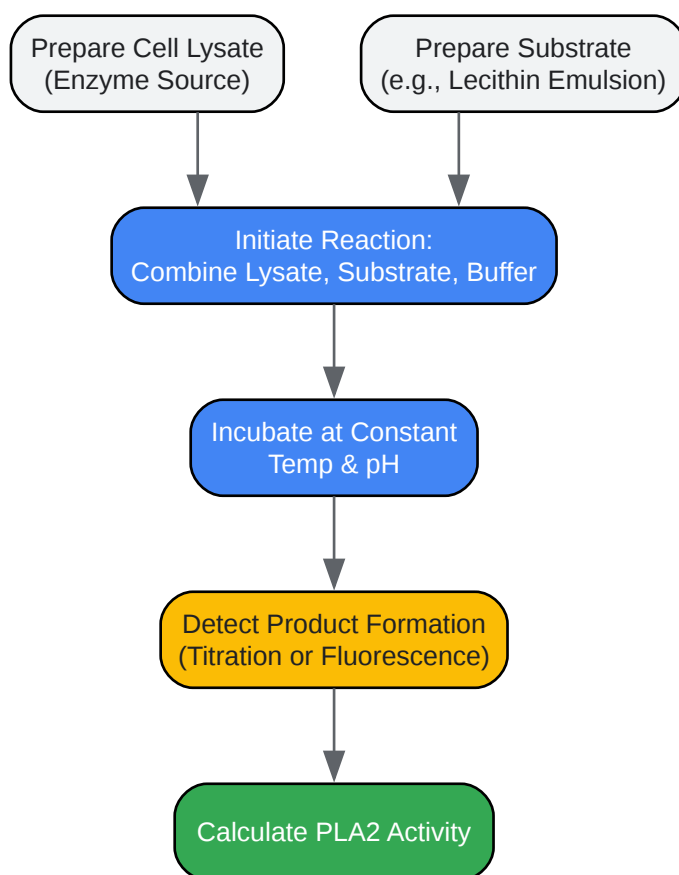 Prepare Cell Lysate
(Enzyme Source)
Prepare Substrate
(e.g., Lecithin Emulsion)
Initiate Reaction:
Combine Lysate, Substrate, Buffer
Incubate at Constant
Temp & pH
Detect Product Formation
(Titration or Fluorescence)
Calculate PLA2 Activity